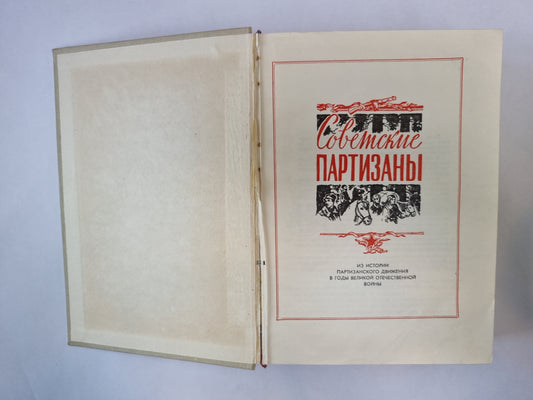 Советские
ПАРТИЗАНЫ
ИЗ ИСТОРИИ
ПАРТИЗАНСКОГО ДВИЖЕНИЯ
В ГОДЫ ВЕЛИКОЙ ОТЕЧЕСТВЕННОЙ
ВОЙНЫ